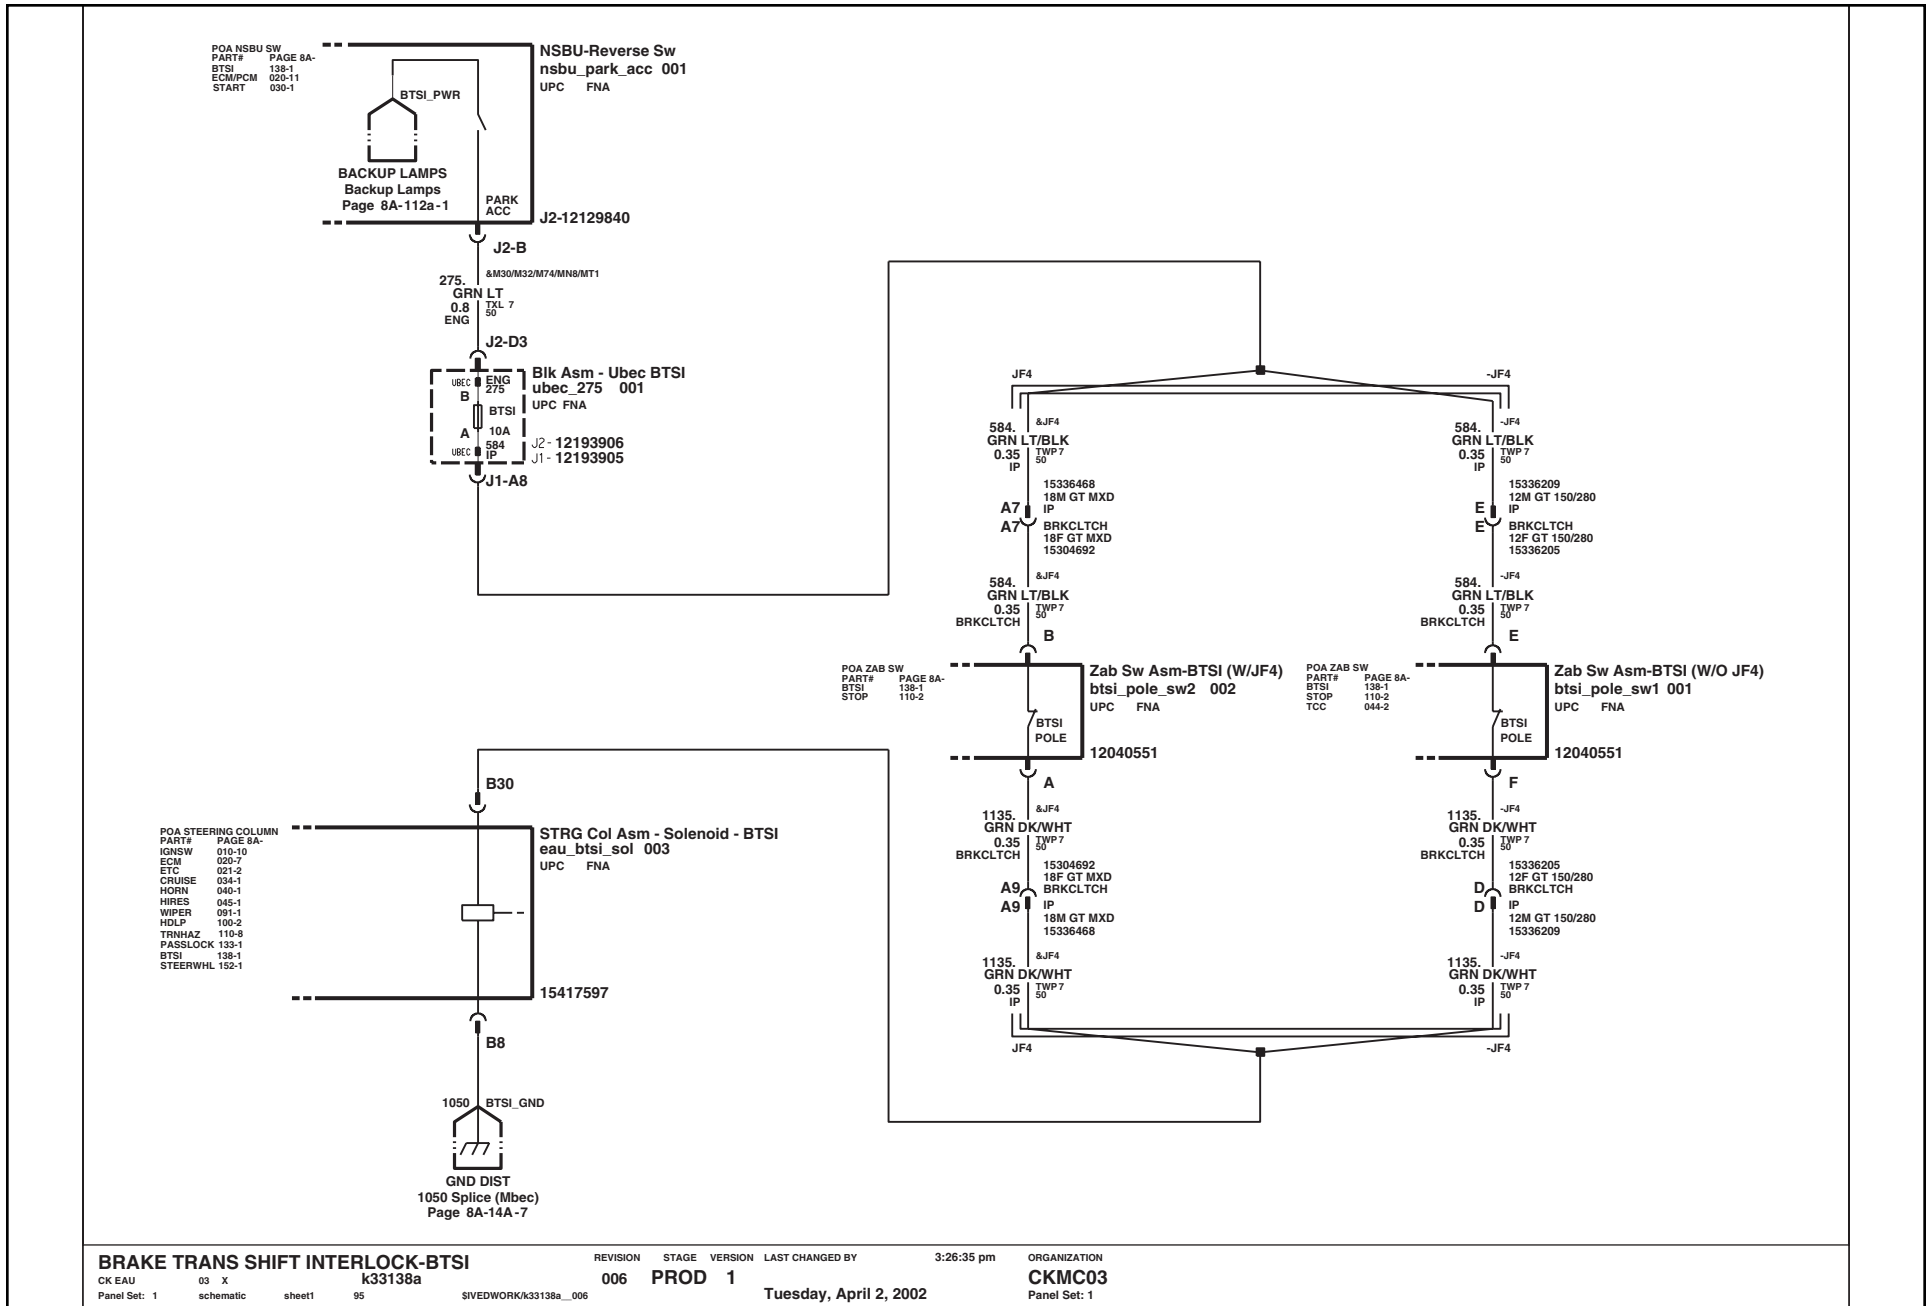 POA NSBU SW
PART# PAGE 8A-
BTSI 138-1
ECM/PCM 020-11
START 030-1
NSBU-Reverse Sw
nsbu_park_acc 001
UPC FNA
BTSI_PWR
BACKUP LAMPS
Backup Lamps
Page 8A-112a-1
PARK
ACC
J2-12129840
J2-B
&M30/M32/M74/MN8/MT1
275.
GRN LT
0.8 TXL 7
50
ENG
J2-D3
UBEC ENG
275
B
BTSI
A 10A
584
UBEC IP
Blk Asm - Ubec BTSI
ubec_275 001
UPC FNA
J2- 12193906
J1- 12193905
J1-A8
JF4
-JF4
&JF4
584.
GRN LT/BLK
0.35 TWP 7
50
IP
15336468
18M GT MXD
A7 IP
A7 BRKCLTCH
18F GT MXD
15304692
&JF4
584.
GRN LT/BLK
0.35 TWP 7
50
BRKCLTCH
B
-JF4
584.
GRN LT/BLK
0.35 TWP 7
50
IP
15336209
12M GT 150/280
E IP
E BRKCLTCH
12F GT 150/280
15336205
-JF4
584.
GRN LT/BLK
0.35 TWP 7
50
BRKCLTCH
E
POA ZAB SW
PART# PAGE 8A-
BTSI 138-1
STOP 110-2
Zab Sw Asm-BTSI (W/JF4)
btsi_pole_sw2 002
UPC FNA
BTSI
POLE
12040551
POA ZAB SW
PART# PAGE 8A-
BTSI 138-1
STOP 110-2
TCC 044-2
Zab Sw Asm-BTSI (W/O JF4)
btsi_pole_sw1 001
UPC FNA
BTSI
POLE
12040551
A
&JF4
1135.
GRN DK/WHT
0.35 TWP 7
50
BRKCLTCH
15304692
18F GT MXD
A9 BRKCLTCH
A9 IP
18M GT MXD
15336468
&JF4
1135.
GRN DK/WHT
0.35 TWP 7
50
IP
JF4
F
-JF4
1135.
GRN DK/WHT
0.35 TWP 7
50
BRKCLTCH
15336205
12F GT 150/280
D BRKCLTCH
D IP
12M GT 150/280
15336209
-JF4
1135.
GRN DK/WHT
0.35 TWP 7
50
IP
-JF4
B30
POA STEERING COLUMN
PART# PAGE 8A-
IGNSW 010-10
ECM 020-7
ETC 021-2
CRUISE 034-1
HORN 040-1
HIRES 045-1
WIPER 091-1
HDLP 100-2
TRNHAZ 110-8
PASSLOCK 133-1
BTSI 138-1
STEERWHL 152-1
STRG Col Asm - Solenoid - BTSI
eau_btsi_sol 003
UPC FNA
15417597
B8
1050 BTSI_GND
GND DIST
1050 Splice (Mbec)
Page 8A-14A-7
BRAKE TRANS SHIFT INTERLOCK-BTSI
CK EAU 03 X k33138a
Panel Set: 1 schematic sheet1 95 $IVEDWORK/k33138a__006
REVISION STAGE VERSION LAST CHANGED BY 3:26:35 pm
006 PROD 1
Tuesday, April 2, 2002
ORGANIZATION
CKMC03
Panel Set: 1